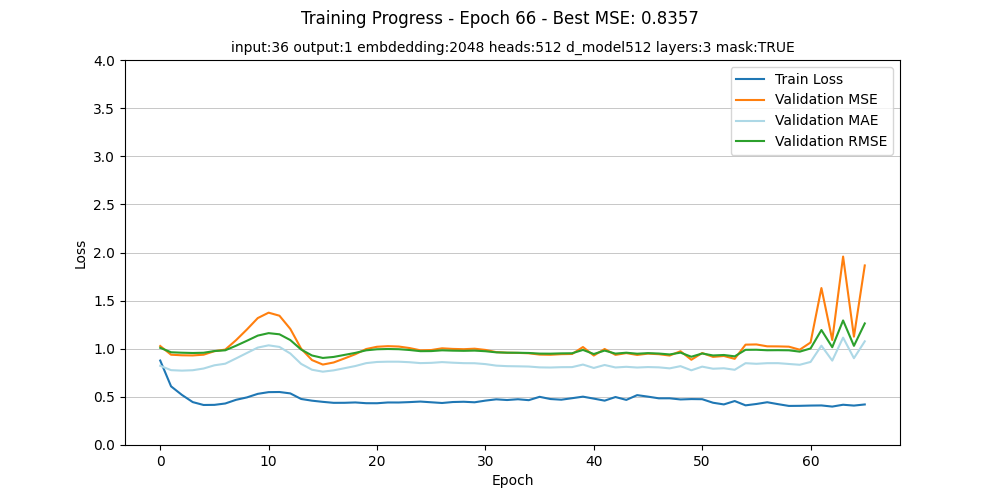 Training Progress - Epoch 66 - Best MSE: 0.8357
input:36 output:1 embdedding:2048 heads:512 d_model512 layers:3 mask:TRUE
4.0
3.5
3.0
2.5
2.0
1.5
1.0
0.5
0.0
Loss
Train Loss
Validation MSE
Validation MAE
Validation RMSE
0 10 20 30 40 50 60
Epoch